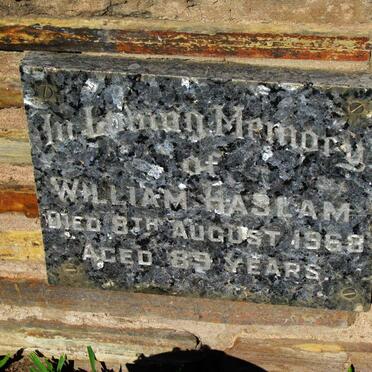 In Loving Memory
of
WILLIAM HASLAM
DIED 8TH AUGUST 1968
AGED 89 YEARS